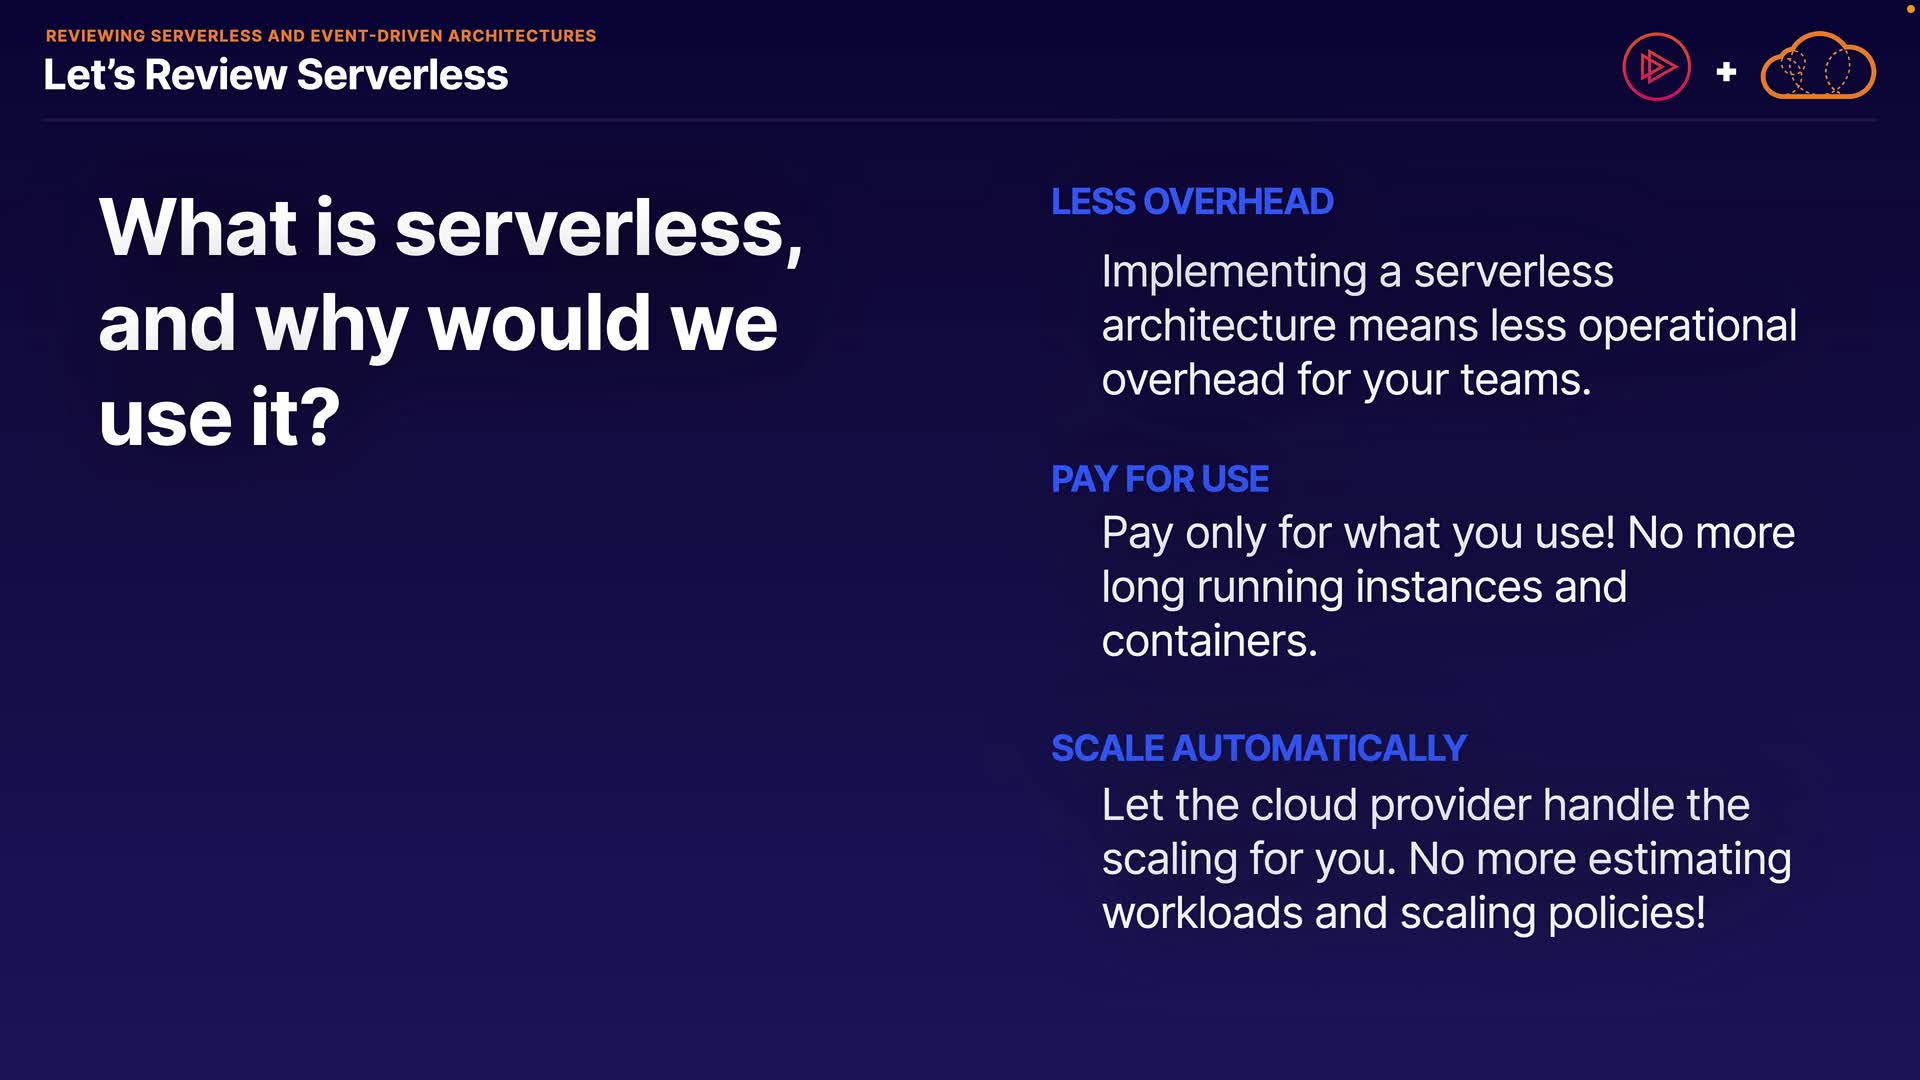 REVIEWING SERVERLESS AND EVENT-DRIVEN ARCHITECTURES
Let’s Review Serverless
What is serverless,
and why would we
use it?
LESS OVERHEAD
Implementing a serverless
architecture means less operational
overhead for your teams.
PAY FOR USE
Pay only for what you use! No more
long running instances and
containers.
SCALE AUTOMATICALLY
Let the cloud provider handle the
scaling for you. No more estimating
workloads and scaling policies!